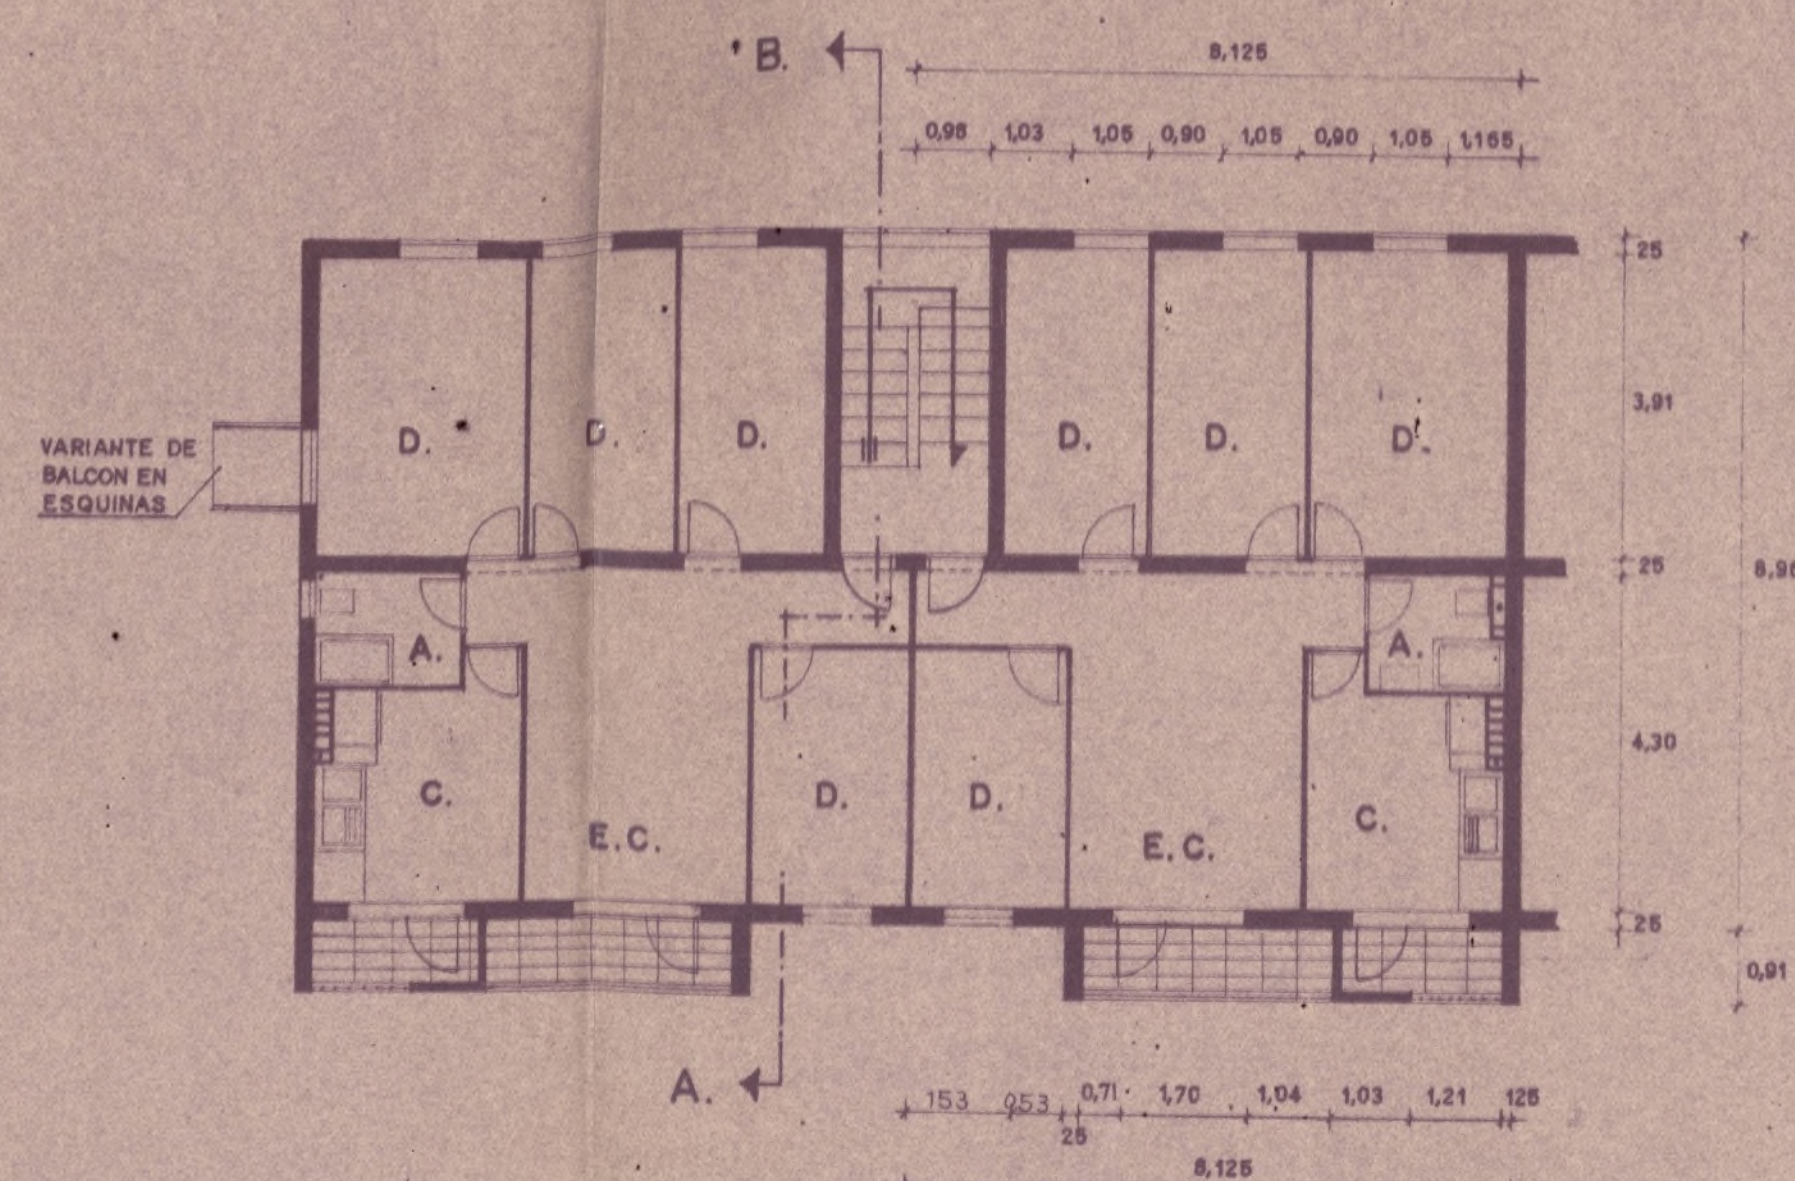 B.
8,125
0,98 1,03 1,05 0,90 1,05 0,90 1,05 1,165
25
3,91
VARIANTE DE
BALCON EN
ESQUINAS
D. D. D. D. D. D.
25
A. A.
4,30
C. E.C. D. D. E.C. C.
25
0,91
A.
153 0,53 0,71 1,70 1,04 1,03 1,21 125
25
8,125